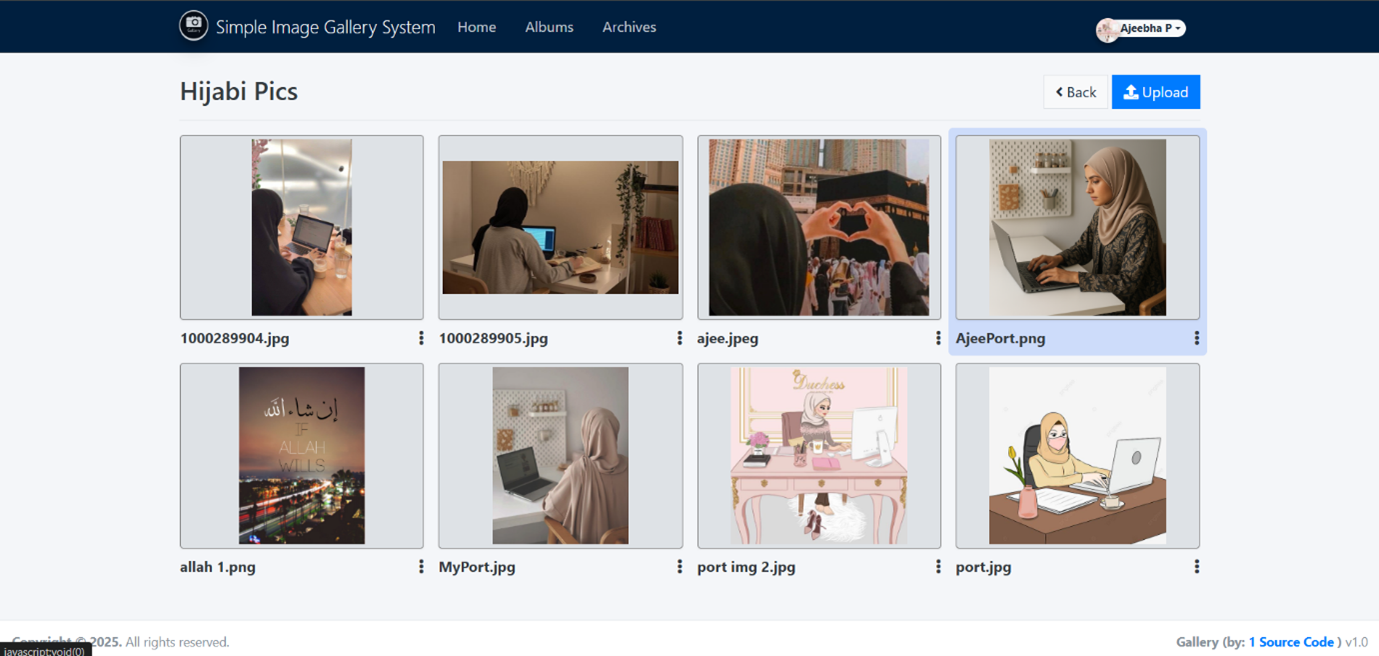 Simple Image Gallery System Home Albums Archives Ajeebha P
Hijabi Pics
Back Upload
1000289904.jpg 1000289905.jpg ajee.jpeg AjeePort.png
إن شاء الله
IF
ALLAH
WILLS
Duchess
allah 1.png MyPort.jpg port img 2.jpg port.jpg
Copyright © 2025. All rights reserved. Gallery (by: 1 Source Code ) v1.0
javascript:void(0)